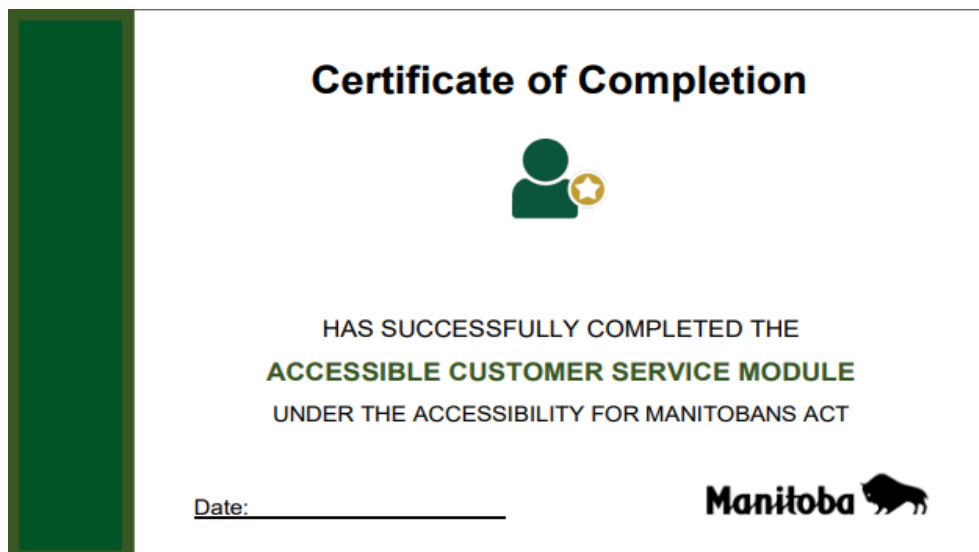 Certificate of Completion
HAS SUCCESSFULLY COMPLETED THE
ACCESSIBLE CUSTOMER SERVICE MODULE
UNDER THE ACCESSIBILITY FOR MANITOBANS ACT
Date:
Manitoba